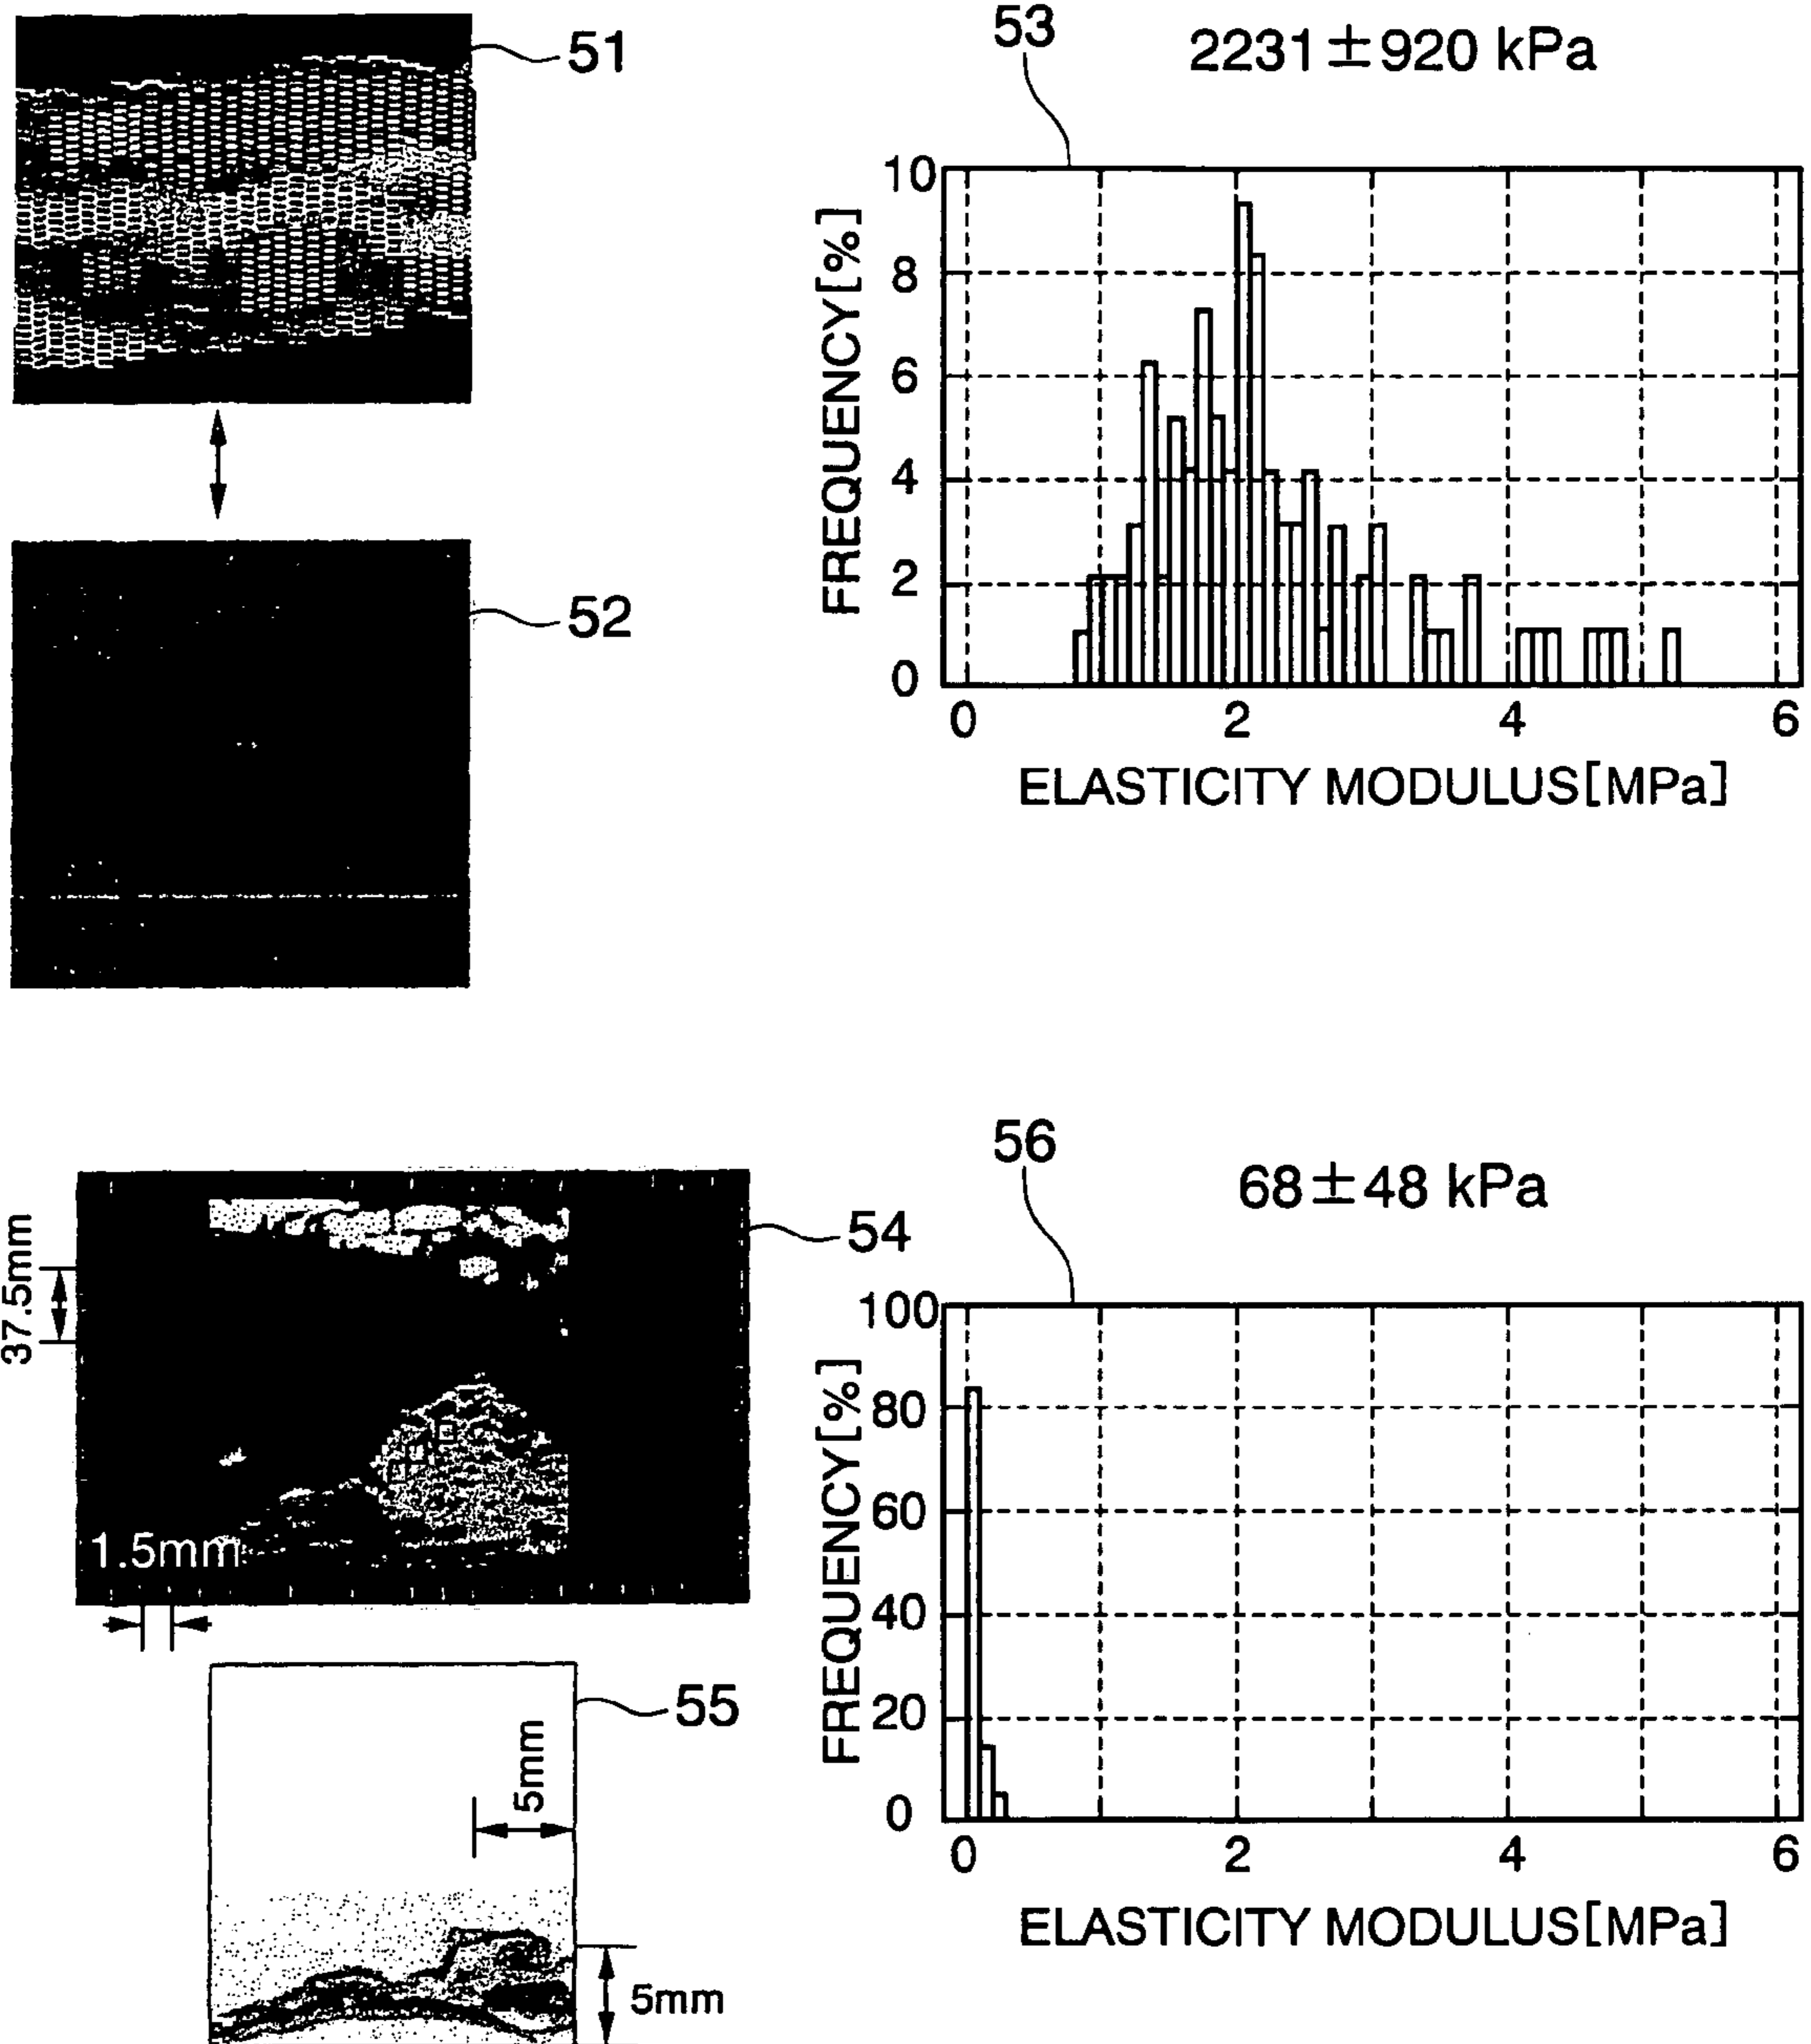 51
53
2231±920 kPa
10
8
6
4
2
0
FREQUENCY[%]
0 2 4 6
ELASTICITY MODULUS[MPa]
52
56
68±48 kPa
54
37.5mm
1.5mm
100
80
60
40
20
0
FREQUENCY[%]
0 2 4 6
ELASTICITY MODULUS[MPa]
55
5mm
5mm